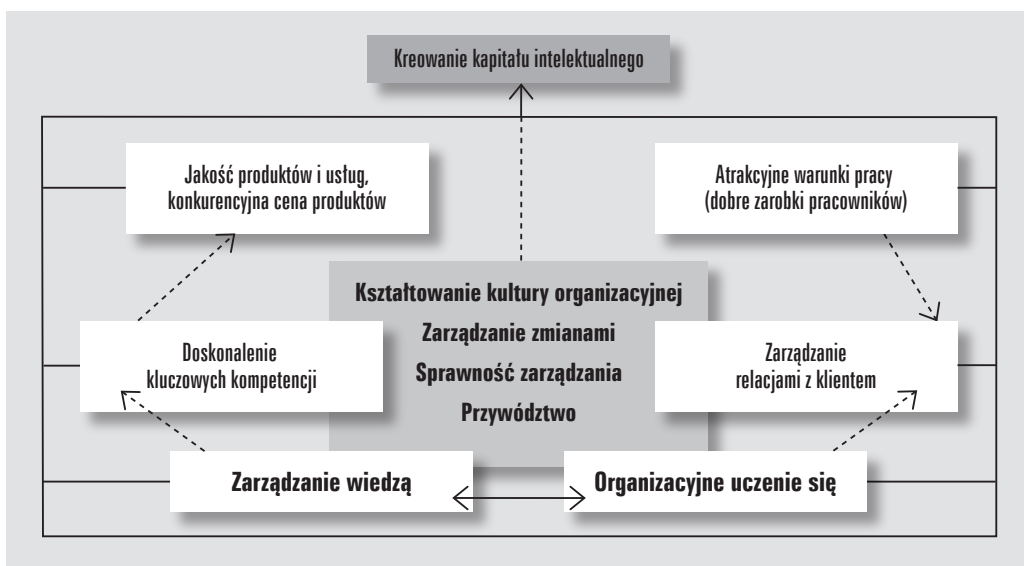 Kreowanie kapitału intelektualnego
Jakość produktów i usług,
konkurencyjna cena produktów
Atrakcyjne warunki pracy
(dobre zarobki pracowników)
Kształtowanie kultury organizacyjnej
Zarządzanie zmianami
Sprawność zarządzania
Przywództwo
Doskonalenie
kluczowych kompetencji
Zarządzanie
relacjami z klientem
Zarządzanie wiedzą
Organizacyjne uczenie się